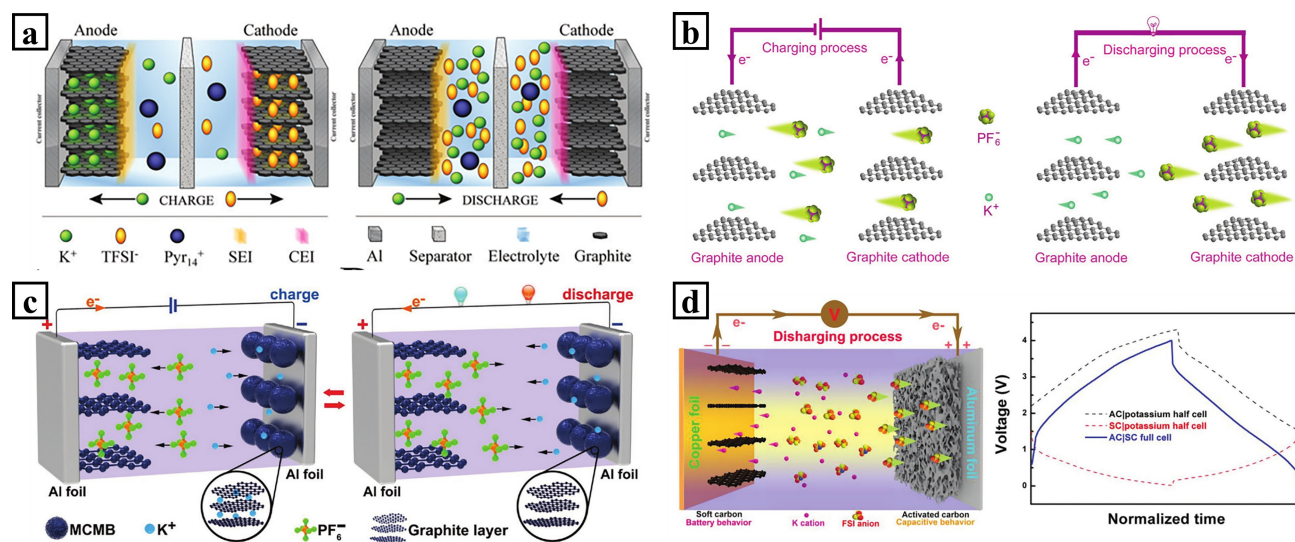 a
Anode
Cathode
Anode
Cathode
Current collector
Current collector
Current collector
Current collector
CHARGE
DISCHARGE
K+
TFSI-
Pyr14+
SEI
CEI
Al
Separator
Electrolyte
Graphite
b
Charging process
e-
e-
Discharging process
e-
e-
PF6-
K+
Graphite anode
Graphite cathode
Graphite anode
Graphite cathode
c
e-
charge
+
−
e-
discharge
+
−
Al foil
Al foil
Al foil
Al foil
MCMB
K+
PF6−
Graphite layer
d
V
e-
e-
Disharging process
− −
+ +
Copper foil
Aluminum foil
Soft carbon
Battery behavior
K cation
FSI anion
Activated carbon
Capacitive behavior
Voltage (V)
4
3
2
1
0
AC|potassium half cell
SC|potassium half cell
AC|SC full cell
Normalized time